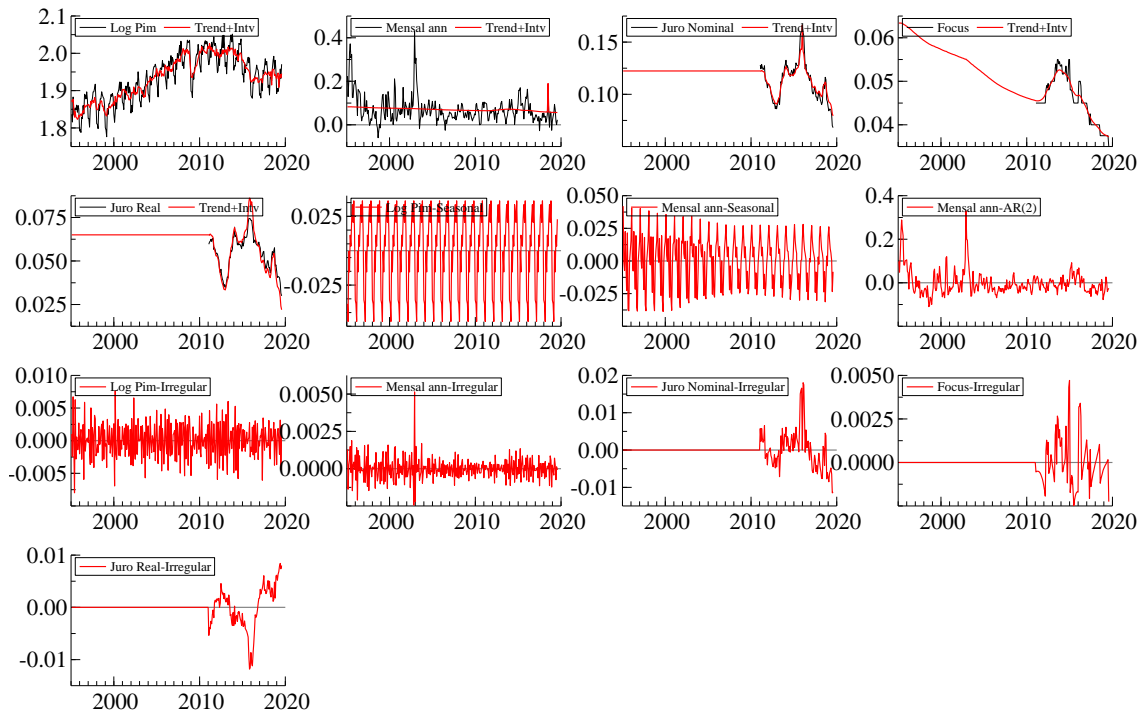 2.1 Log Pim Trend+Intv
2.0
1.9
1.8
2000 2010 2020
0.4 Mensal ann Trend+Intv
0.2
0.0
2000 2010 2020
0.15 Juro Nominal Trend+Intv
0.10
2000 2010 2020
0.06 Focus Trend+Intv
0.05
0.04
2000 2010 2020
0.075 Juro Real Trend+Intv
0.050
0.025
2000 2010 2020
0.025 Log Pim-Seasonal
-0.025
2000 2010 2020
0.050 Mensal ann-Seasonal
0.025
0.000
-0.025
2000 2010 2020
0.4 Mensal ann-AR(2)
0.2
0.0
2000 2010 2020
0.010 Log Pim-Irregular
0.005
0.000
-0.005
2000 2010 2020
0.0050 Mensal ann-Irregular
0.0025
0.0000
2000 2010 2020
0.02 Juro Nominal-Irregular
0.01
0.00
-0.01
2000 2010 2020
0.0050 Focus-Irregular
0.0025
0.0000
2000 2010 2020
0.01 Juro Real-Irregular
0.00
-0.01
2000 2010 2020